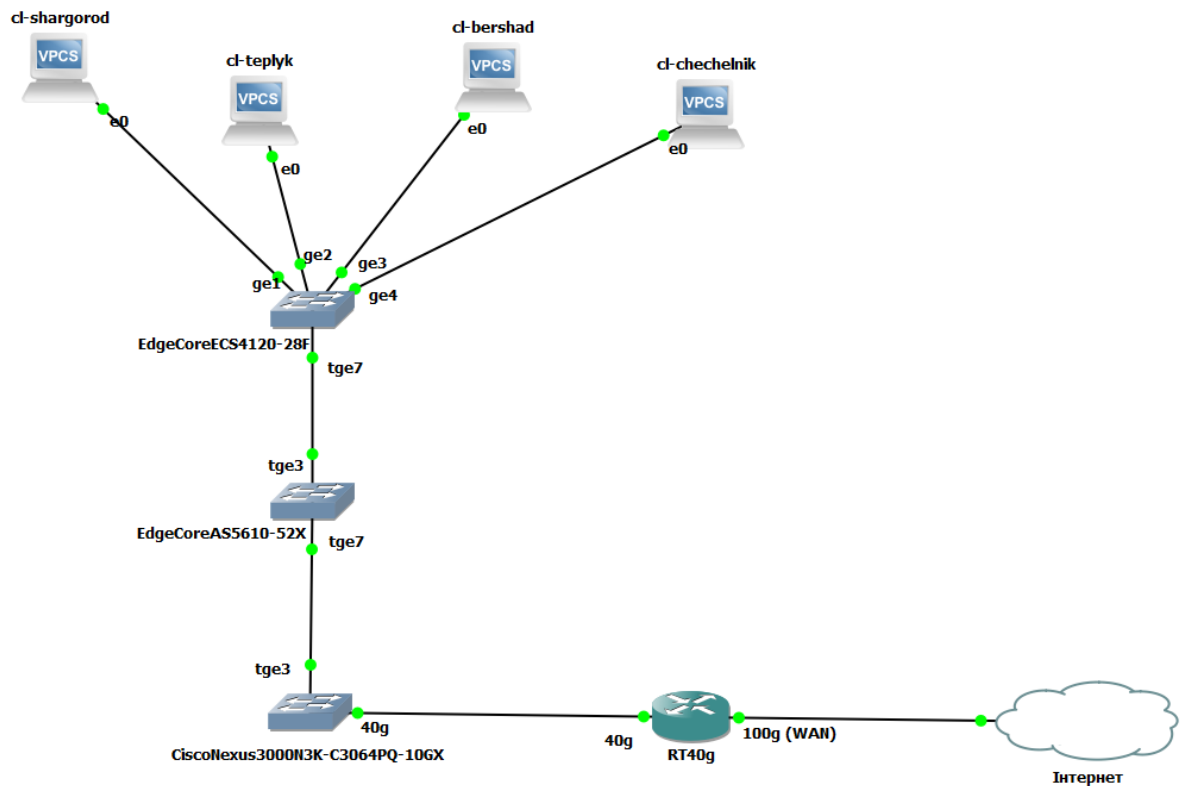 cl-shargorod
VPCS
e0
cl-teplyk
VPCS
e0
cl-bershad
VPCS
e0
cl-chechelnik
VPCS
e0
ge1
ge2
ge3
ge4
EdgeCoreECS4120-28F
tge7
tge3
EdgeCoreAS5610-52X
tge7
tge3
40g
CiscoNexus3000N3K-C3064PQ-10GX
40g
RT40g
100g (WAN)
Інтернет